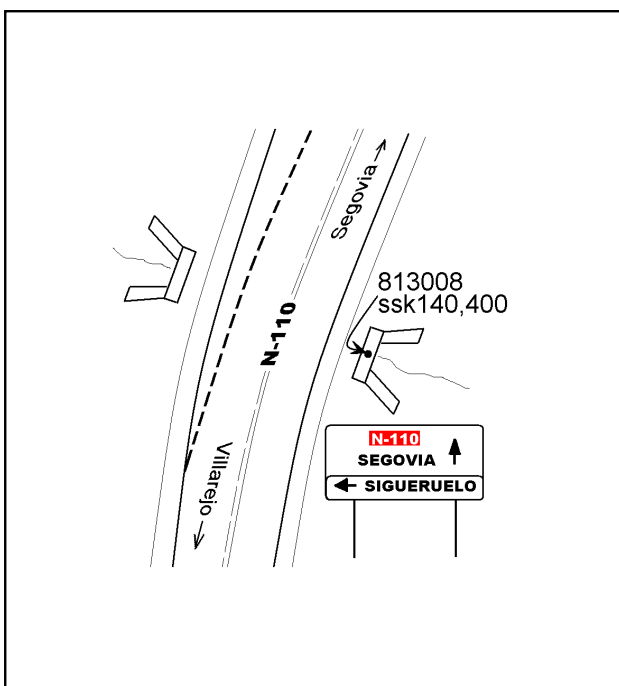 Segovia →
813008
ssk140,400
N-110
Villarejo →
N-110
SEGOVIA ↑
← SIGUERUELO